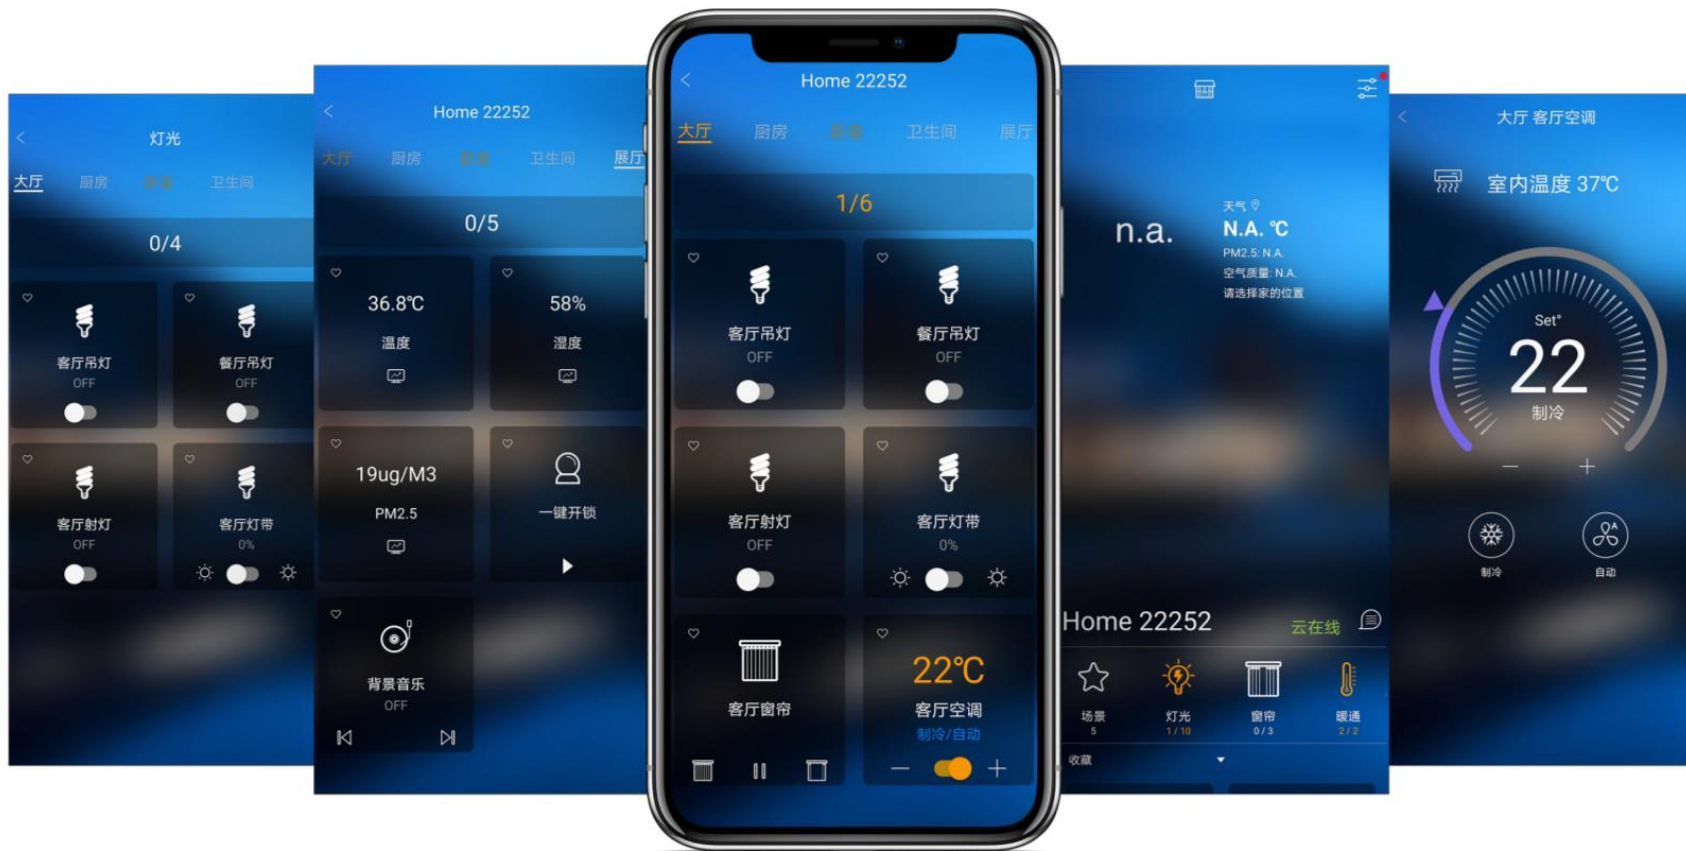 灯光
大厅 厨房 卫生间
0/4
客厅吊灯 餐厅吊灯
OFF OFF
客厅射灯 客厅灯带
OFF 0%
Home 22252
大厅 厨房 卫生间 展厅
0/5
36.8℃ 58%
温度 湿度
19ug/M3
PM2.5 一键开锁
背景音乐
OFF
Home 22252
大厅 厨房 卫生间 展厅
1/6
客厅吊灯 餐厅吊灯
OFF OFF
客厅射灯 客厅灯带
OFF 0%
22℃
客厅窗帘 客厅空调
制冷/自动
天气
n.a. N.A. ℃
PM2.5: N.A.
空气质量: N.A.
请选择家的位置
Home 22252 云在线
场景 灯光 窗帘 暖通
5 1/10 0/3 2/2
收藏
大厅 客厅空调
室内温度 37℃
Set°
22
制冷
制冷 自动
A